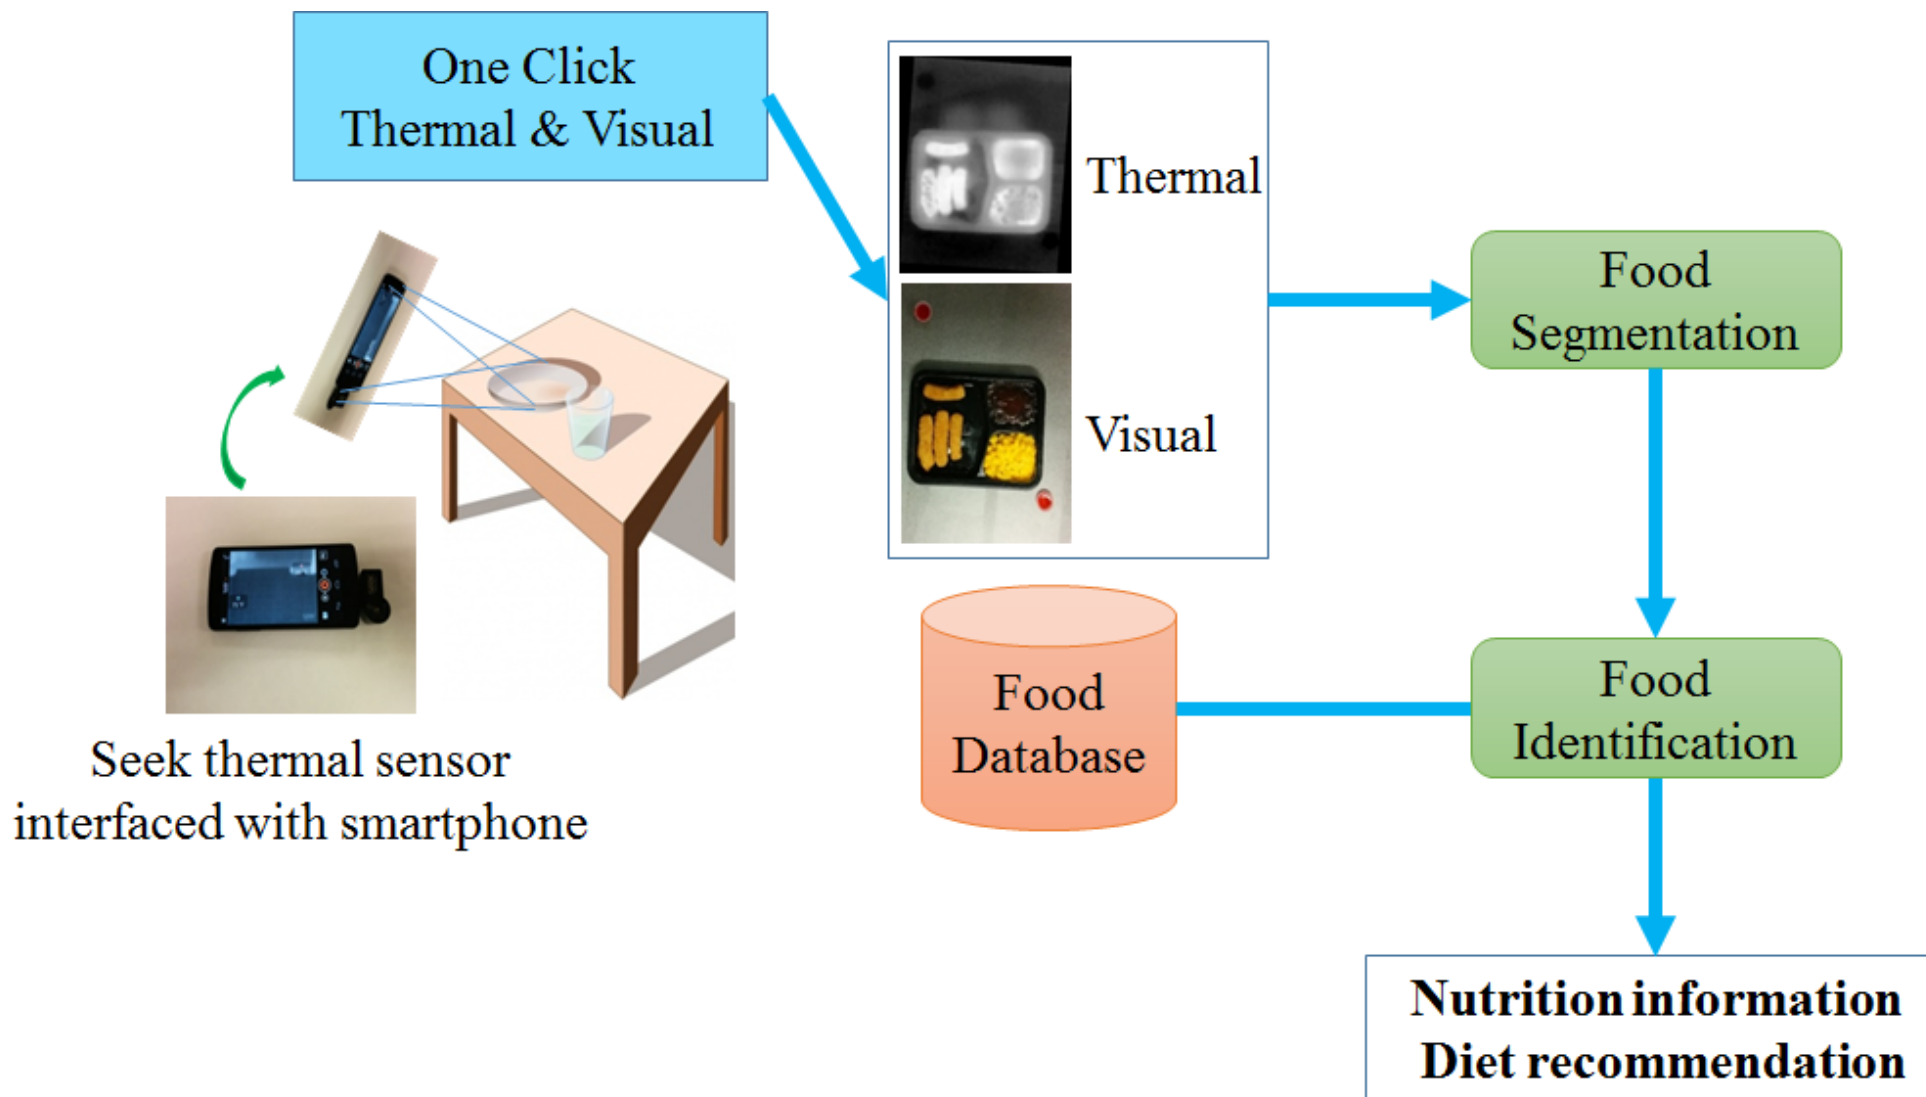 One Click
Thermal & Visual
Thermal
Visual
Food
Segmentation
Seek thermal sensor
interfaced with smartphone
Food
Database
Food
Identification
Nutrition information
Diet recommendation